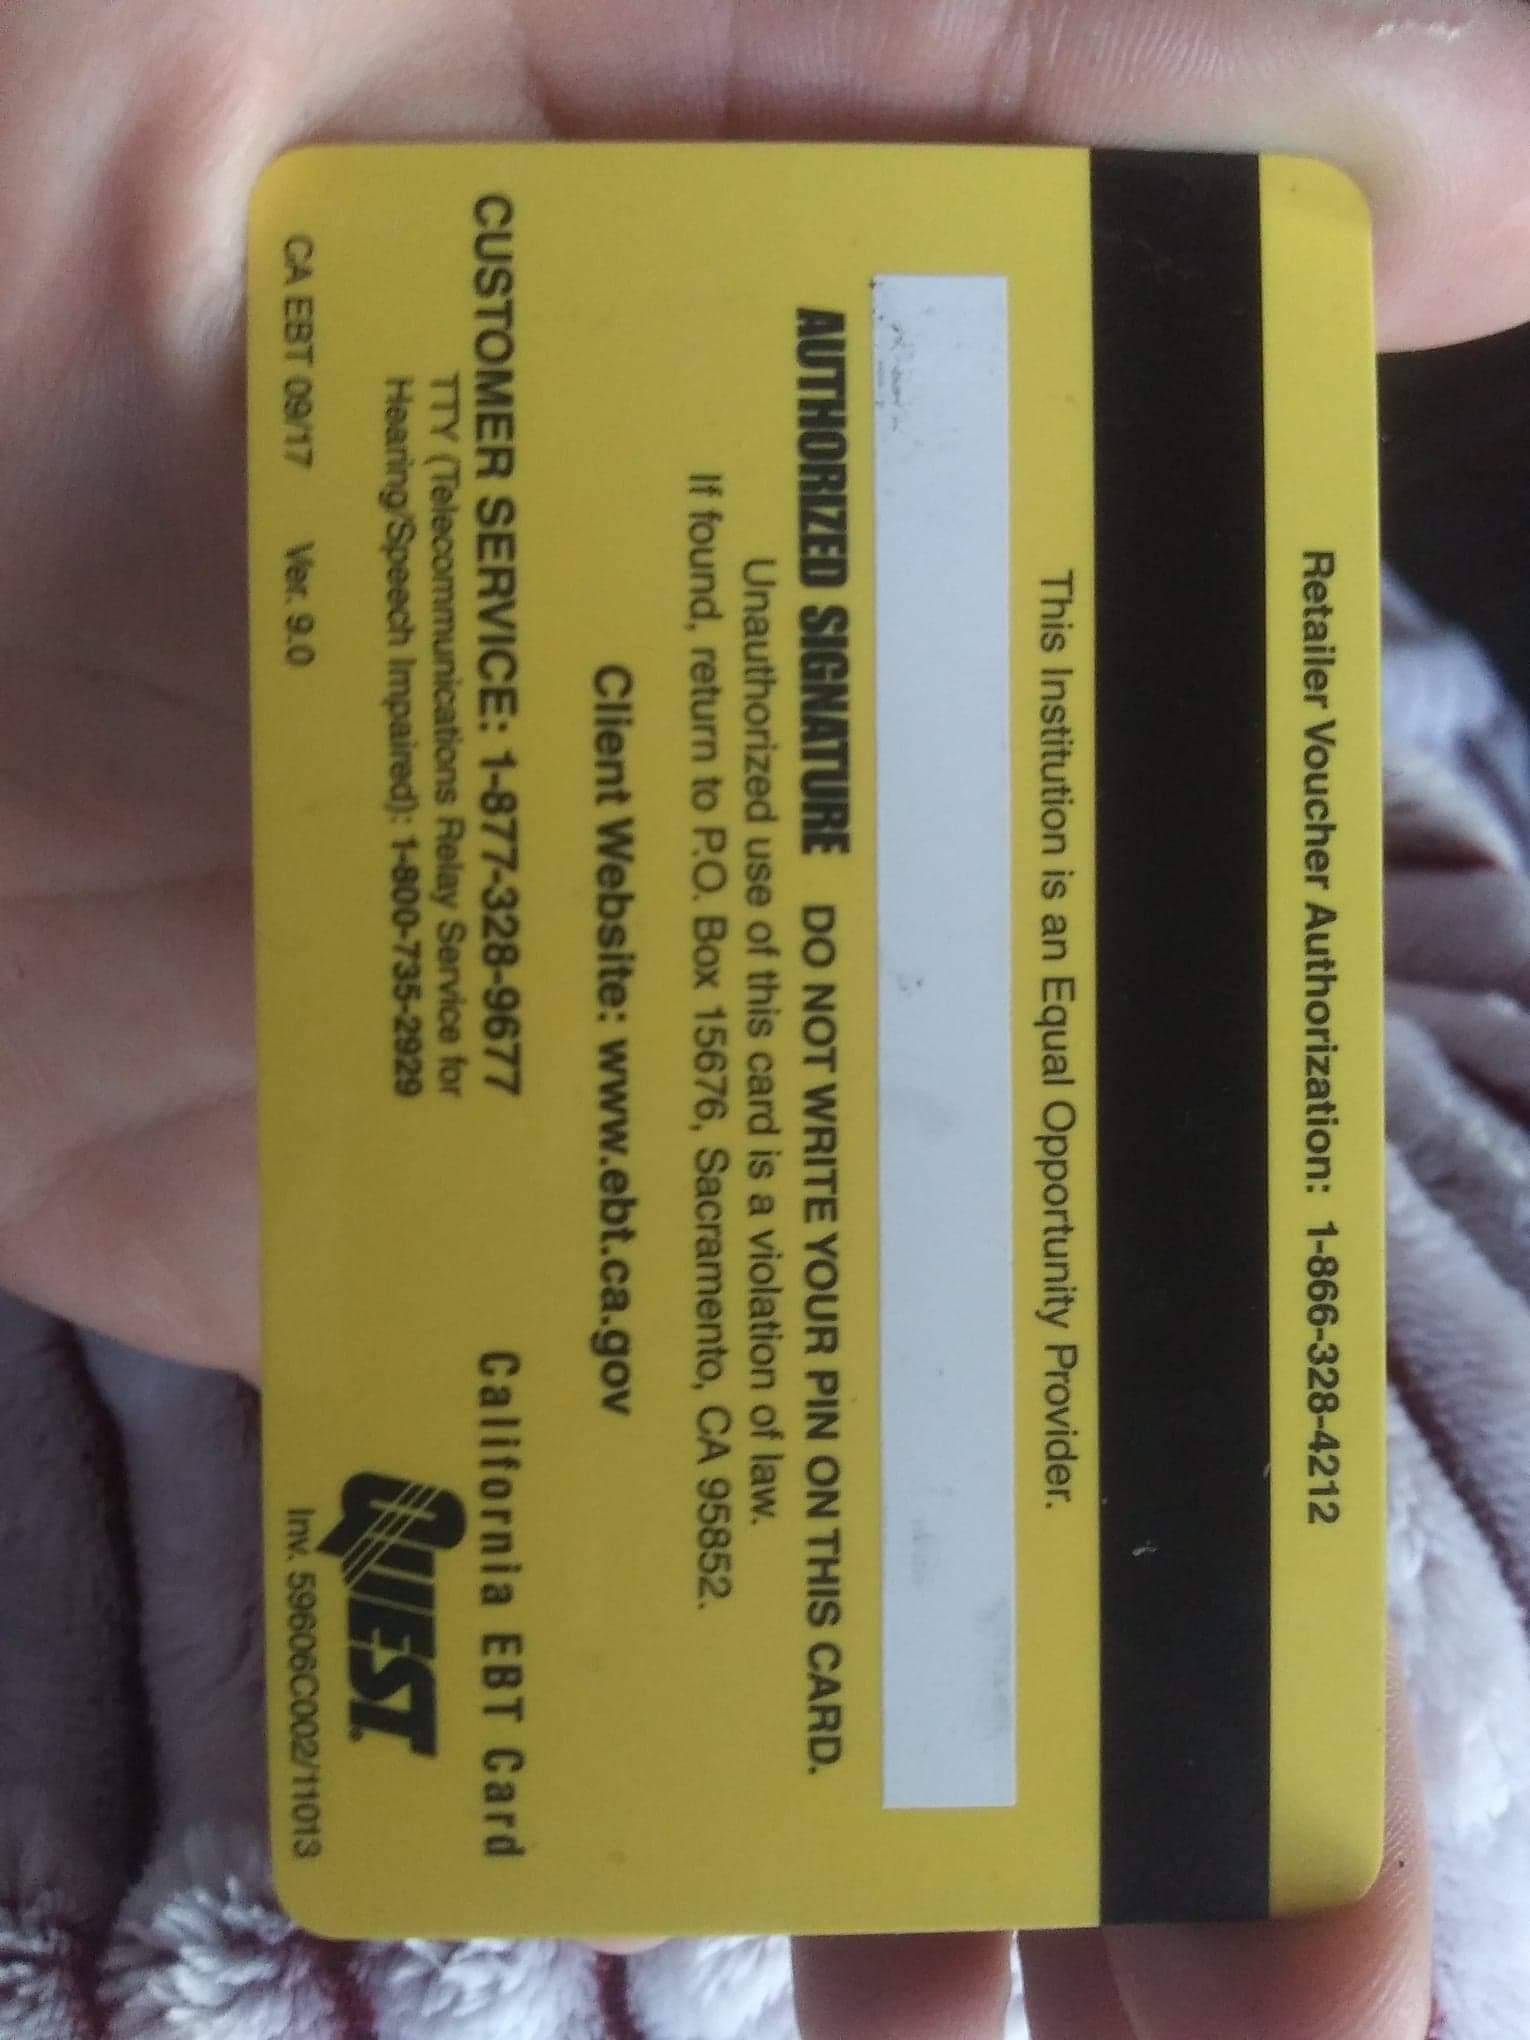 Retailer Voucher Authorization: 1-866-328-4212
This Institution is an Equal Opportunity Provider.
AUTHORIZED SIGNATURE DO NOT WRITE YOUR PIN ON THIS CARD.
Unauthorized use of this card is a violation of law.
If found, return to P.O. Box 15676, Sacramento, CA 95852.
Client Website: www.ebt.ca.gov
CUSTOMER SERVICE: 1-877-328-9677
TTY (Telecommunications Relay Service for
Hearing/Speech Impaired): 1-800-735-2929
California EBT Card
QUEST®
CA EBT 09/17 Ver. 9.0
Inv. 59606C002/11013